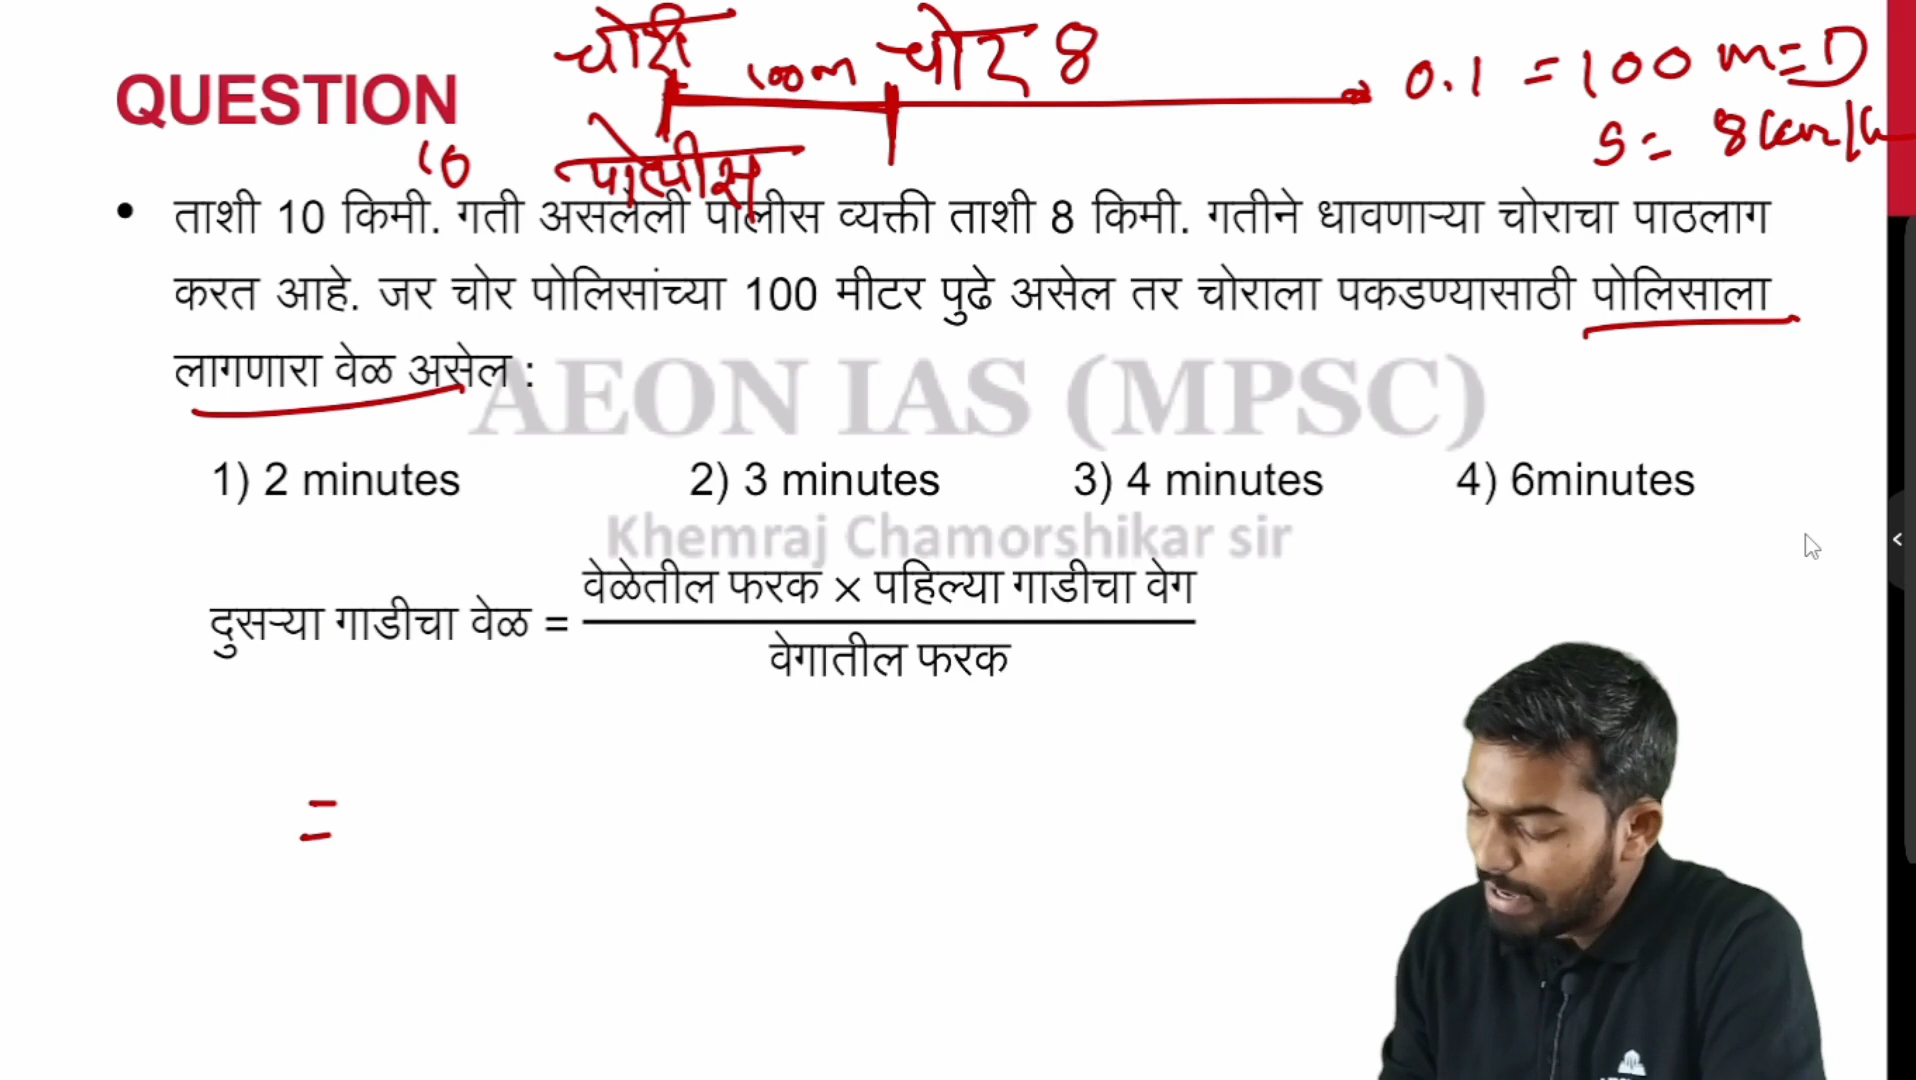 चोरी
100m चोर 8
0.1 = 100 m = D
S = 8km/h
QUESTION
10 पोलीस
• ताशी 10 किमी. गती असलेली पोलीस व्यक्ती ताशी 8 किमी. गतीने धावणाऱ्या चोराचा पाठलाग
करत आहे. जर चोर पोलिसांच्या 100 मीटर पुढे असेल तर चोराला पकडण्यासाठी पोलिसाला
लागणारा वेळ असेल :
AEON IAS (MPSC)
1) 2 minutes 2) 3 minutes 3) 4 minutes 4) 6minutes
Khemraj Chamorshikar sir
वेळेतील फरक × पहिल्या गाडीचा वेग
दुसऱ्या गाडीचा वेळ =
वेगातील फरक
=